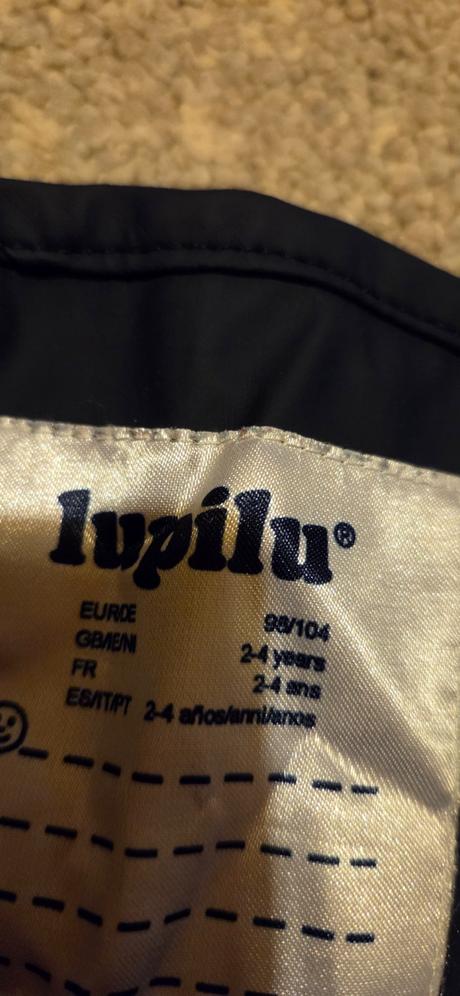 lupilu®
EUR/DE 98/104
GB/IE/NI 2-4 years
FR 2-4 ans
ES/IT/PT 2-4 años/anni/anos